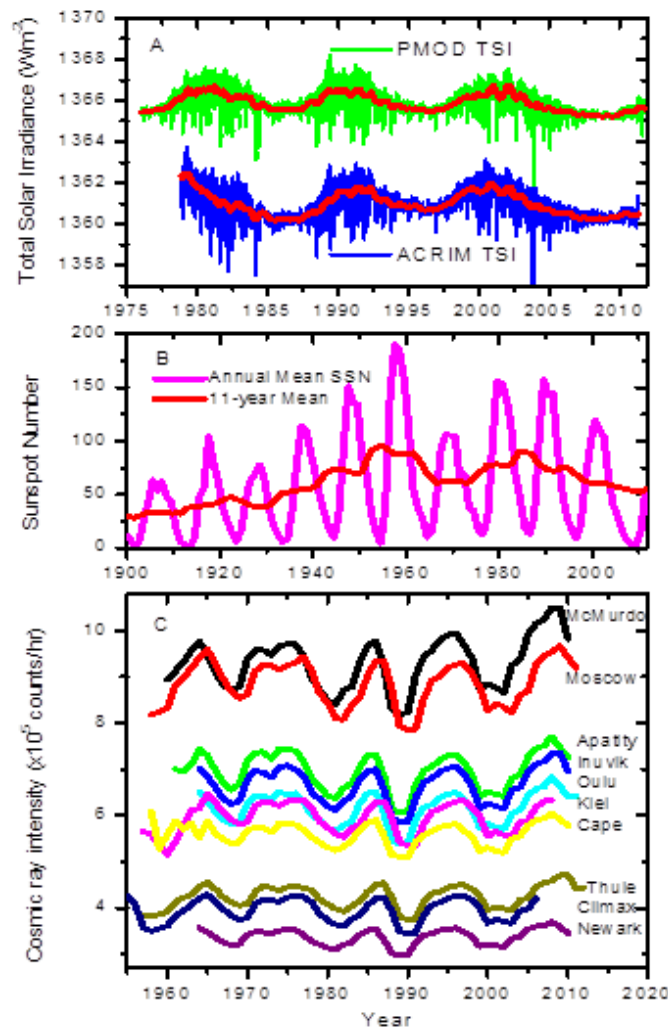 Total Solar Irradiance (Wm²)
1370
1368
1366
1364
1362
1360
1358
A
PMOD TSI
ACRIM TSI
1975 1980 1985 1990 1995 2000 2005 2010
Sunspot Number
200
150
100
50
0
B
Annual Mean SSN
11-year Mean
1900 1920 1940 1960 1980 2000
Cosmic ray intensity (x10⁵ counts/hr)
10
8
6
4
C
McMurdo
Moscow
Apatity
Inuvik
Oulu
Kiel
Cape
Thule
Climax
Newark
1960 1970 1980 1990 2000 2010 2020
Year